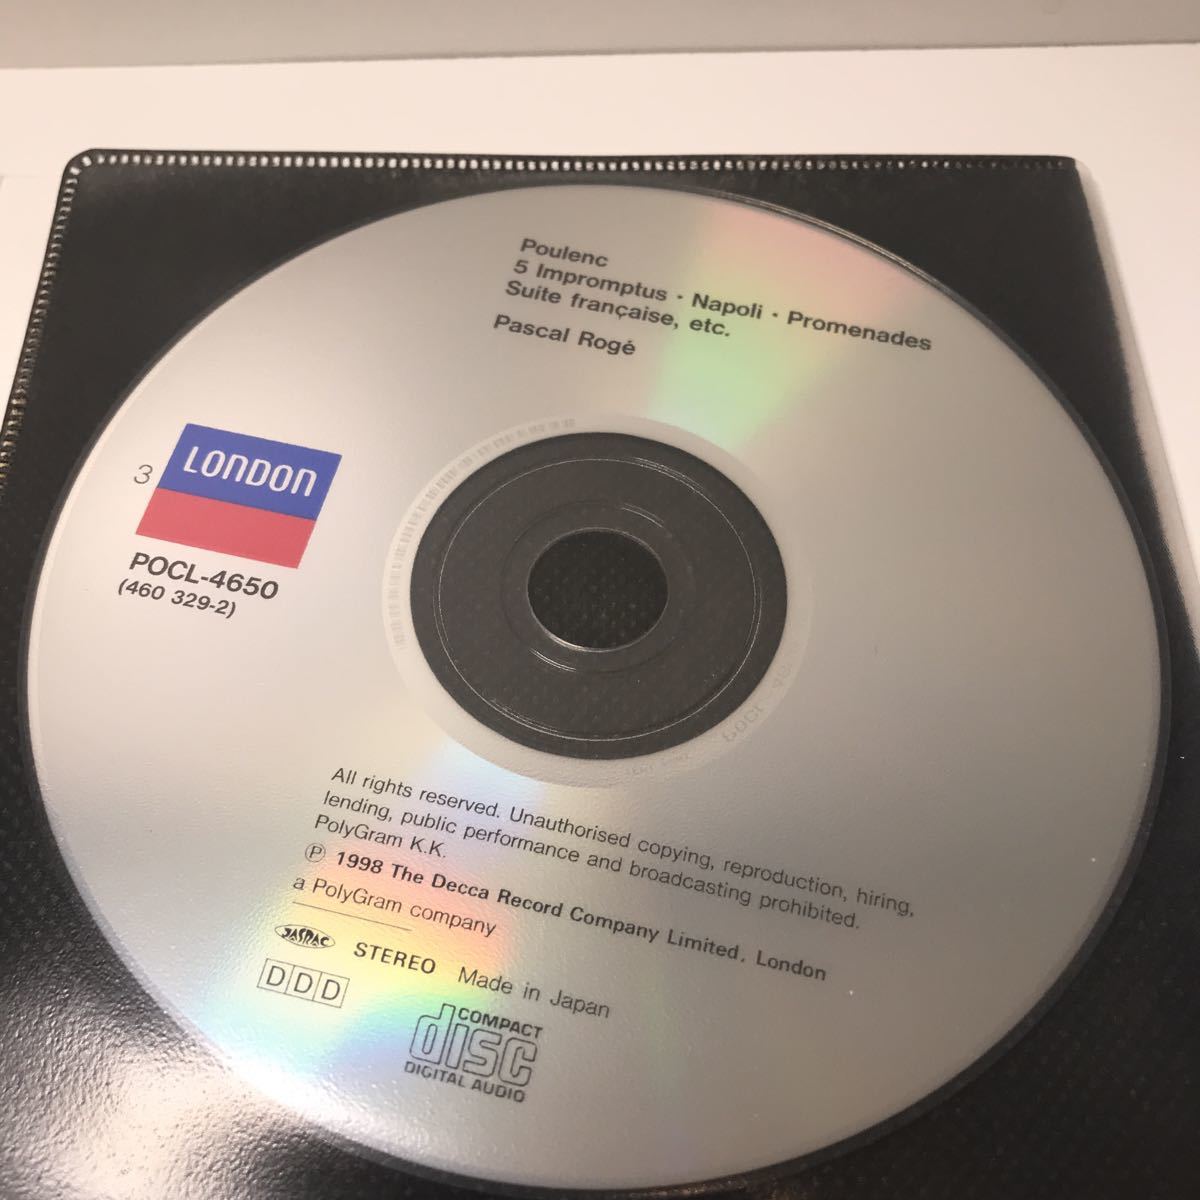 Poulenc
5 Impromptus · Napoli · Promenades
Suite française, etc.
Pascal Rogé
3
LONDON
POCL-4650
(460 329-2)
All rights reserved. Unauthorised copying, reproduction, hiring,
lending, public performance and broadcasting prohibited.
PolyGram K.K.
Ⓟ 1998 The Decca Record Company Limited, London
a PolyGram company
JASRAC
STEREO Made in Japan
DDD
COMPACT
disc
DIGITAL AUDIO